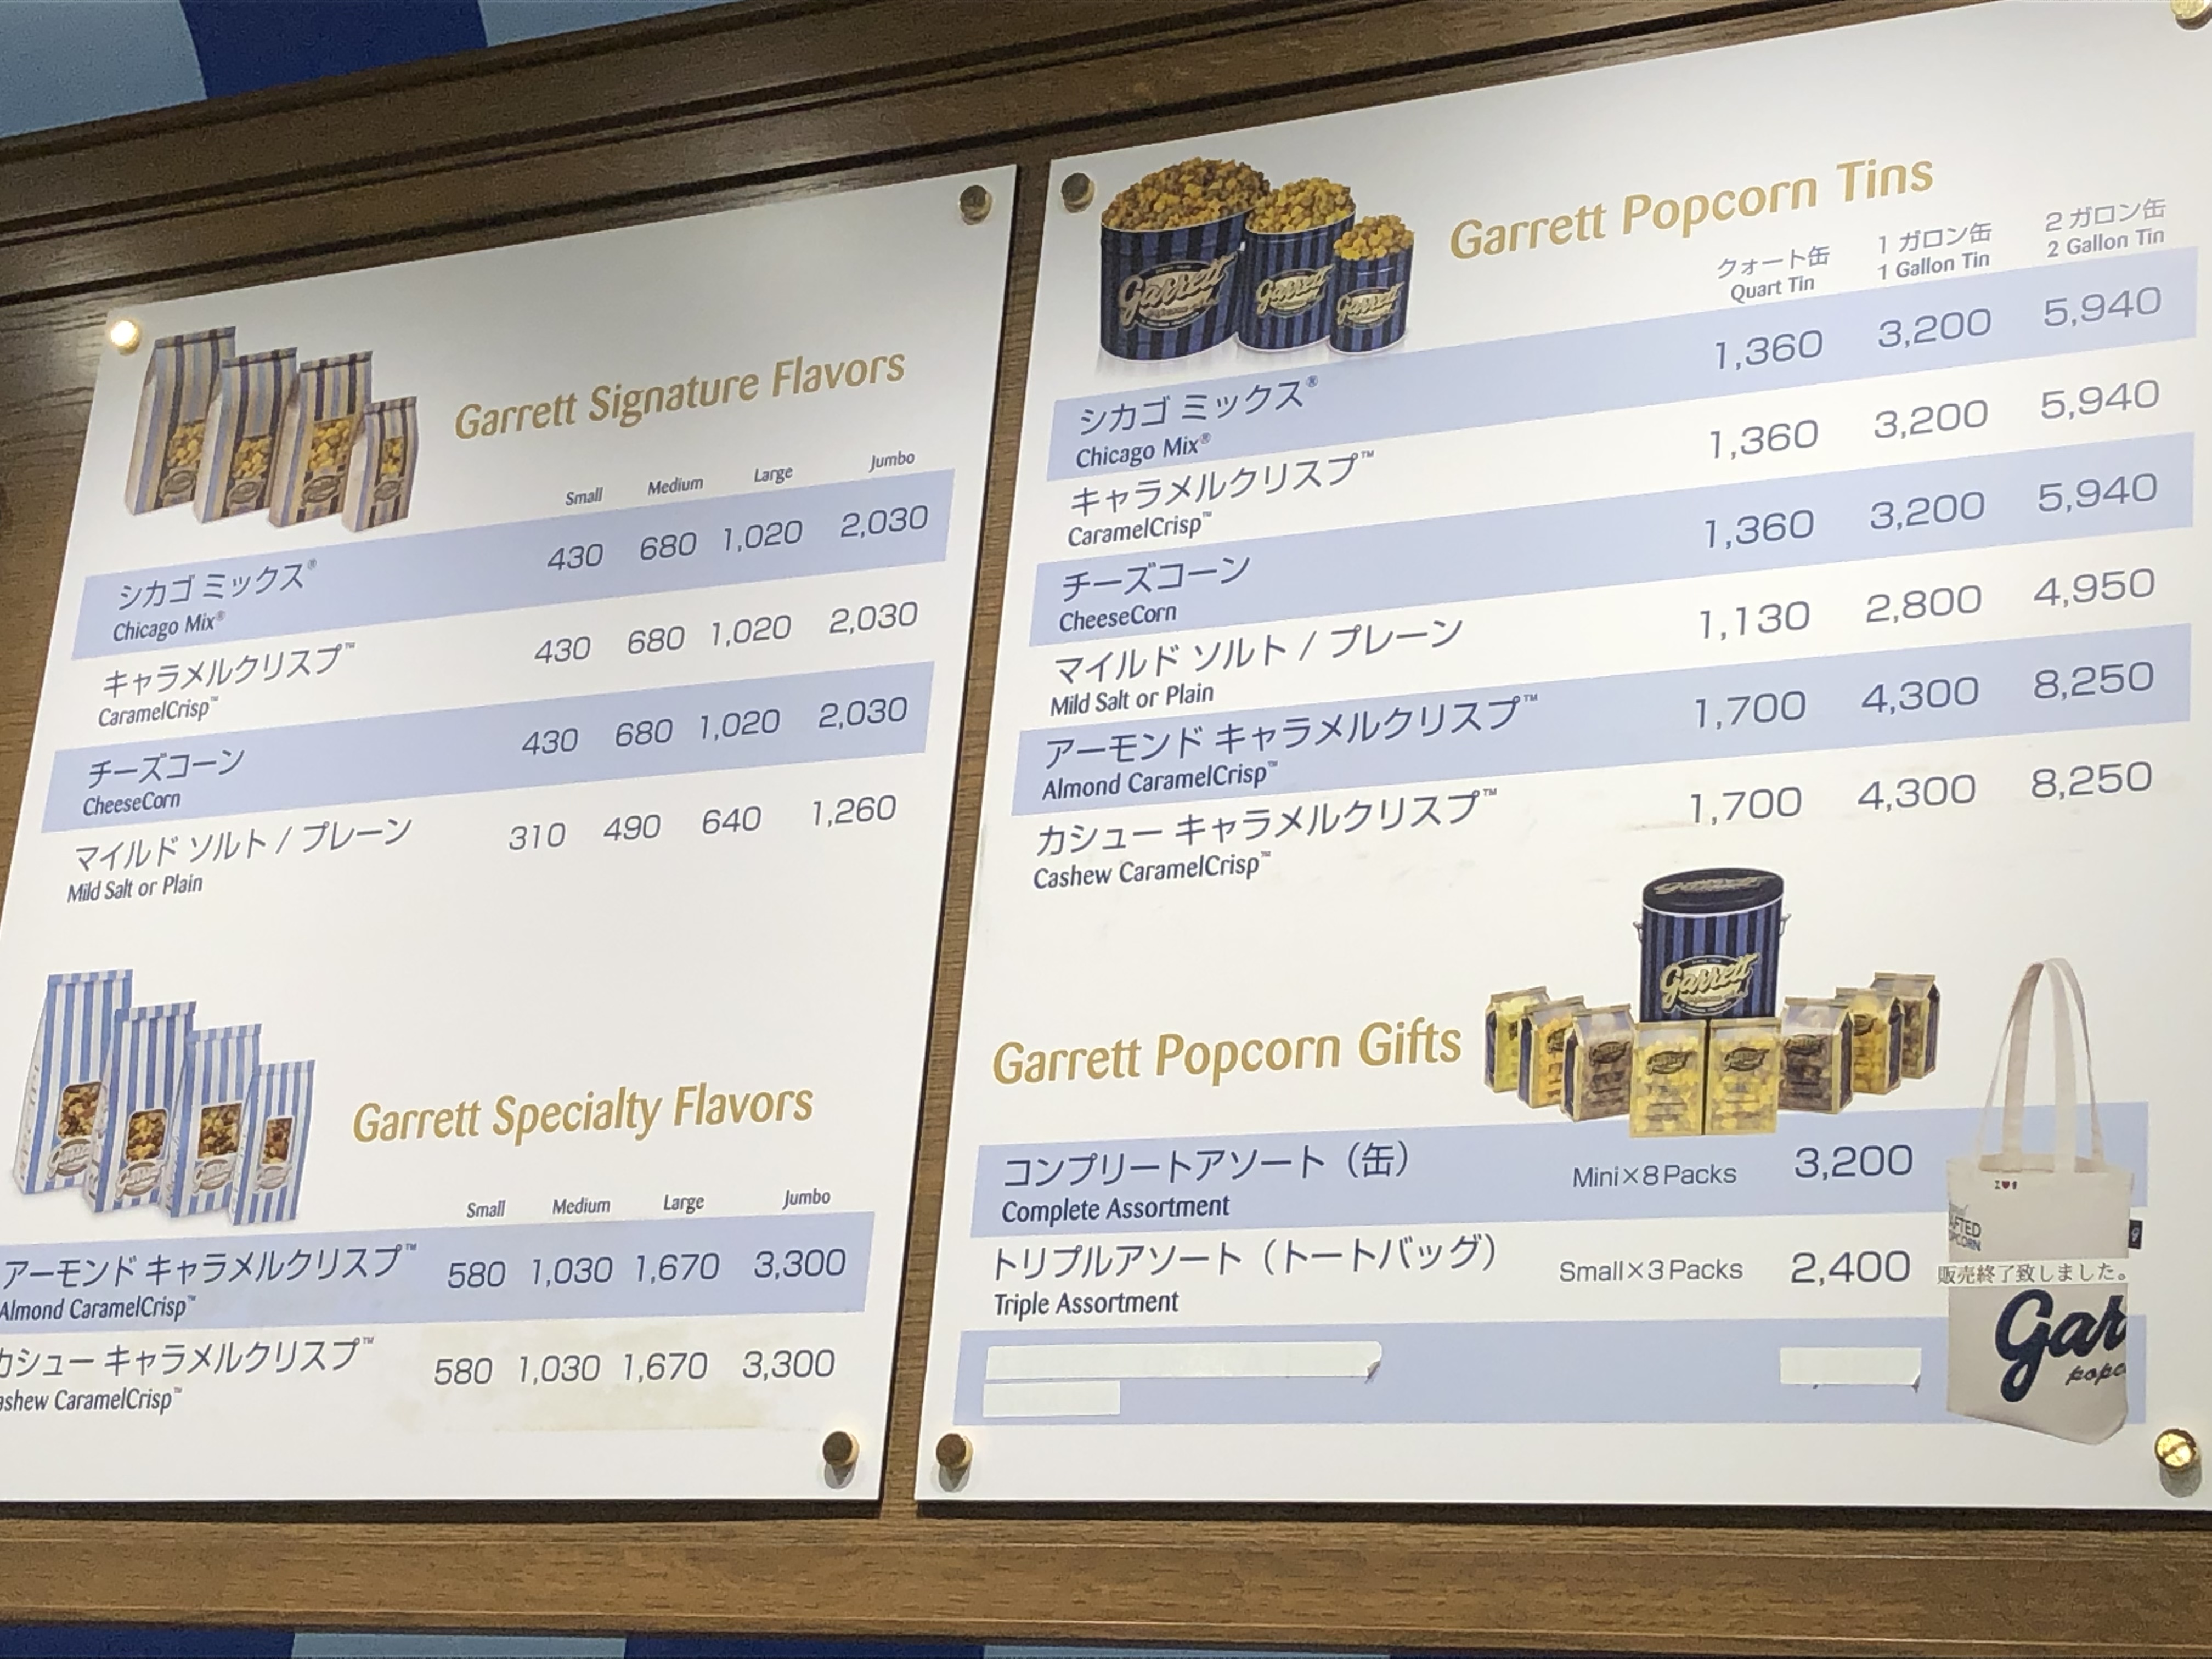 Garrett Signature Flavors
Small Medium Large Jumbo
シカゴ ミックス® 430 680 1,020 2,030
Chicago Mix®
キャラメルクリスプ™ 430 680 1,020 2,030
CaramelCrisp™
チーズコーン 430 680 1,020 2,030
CheeseCorn
マイルド ソルト / プレーン 310 490 640 1,260
Mild Salt or Plain
Garrett Specialty Flavors
Small Medium Large Jumbo
アーモンド キャラメルクリスプ™ 580 1,030 1,670 3,300
Almond CaramelCrisp™
カシュー キャラメルクリスプ™ 580 1,030 1,670 3,300
ashew CaramelCrisp™
Garrett
Garrett
Garrett
Garrett Popcorn Tins
クォート缶 1 ガロン缶 2 ガロン缶
Quart Tin 1 Gallon Tin 2 Gallon Tin
シカゴ ミックス® 1,360 3,200 5,940
Chicago Mix®
キャラメルクリスプ™ 1,360 3,200 5,940
CaramelCrisp™
チーズコーン 1,360 3,200 5,940
CheeseCorn
マイルド ソルト / プレーン 1,130 2,800 4,950
Mild Salt or Plain
アーモンド キャラメルクリスプ™ 1,700 4,300 8,250
Almond CaramelCrisp™
カシュー キャラメルクリスプ™ 1,700 4,300 8,250
Cashew CaramelCrisp™
Garrett
Garrett Popcorn Gifts
コンプリートアソート（缶） Mini×8 Packs 3,200
Complete Assortment
トリプルアソート（トートバッグ） Small×3 Packs 2,400
Triple Assortment
AFTED
OPCORN
販売終了致しました。
Gar
popc